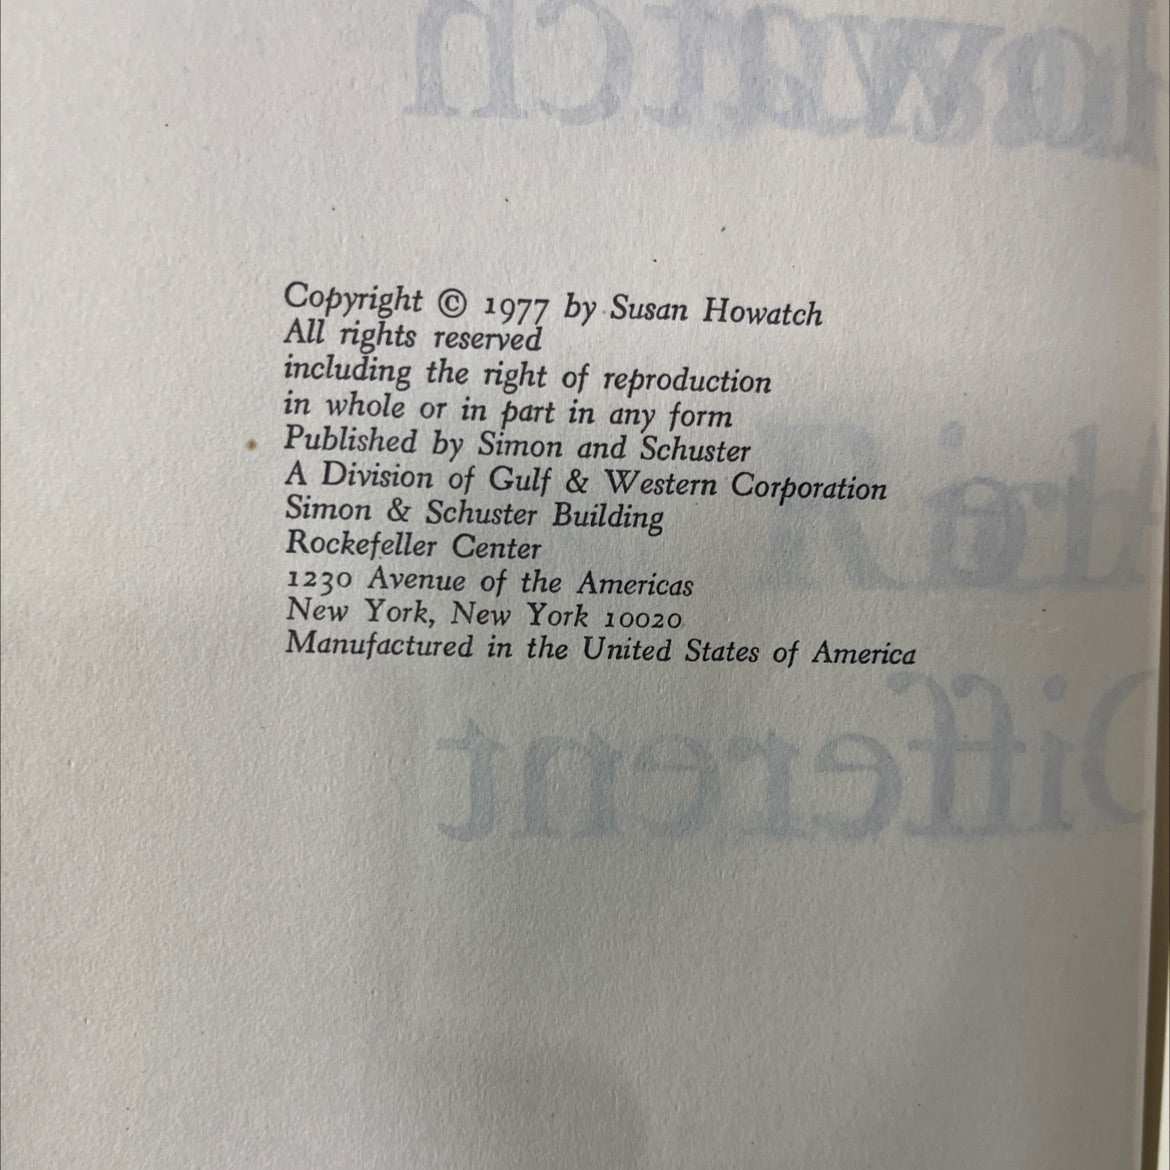 Howatch
Copyright © 1977 by Susan Howatch
All rights reserved
including the right of reproduction
in whole or in part in any form
Published by Simon and Schuster
A Division of Gulf & Western Corporation
Simon & Schuster Building
Rockefeller Center
1230 Avenue of the Americas
New York, New York 10020
Manufactured in the United States of America
Different